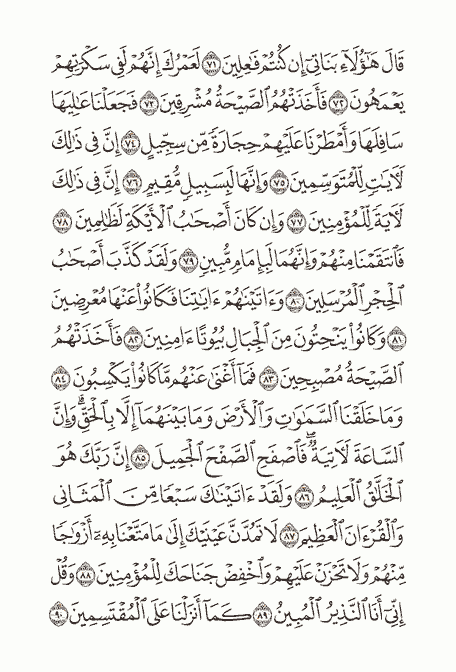 قَالَ هَٰٓؤُلَآءِ بَنَاتِىٓ إِن كُنتُمْ فَٰعِلِينَ ٧١ لَعَمْرُكَ إِنَّهُمْ لَفِى سَكْرَتِهِمْ
يَعْمَهُونَ ٧٢ فَأَخَذَتْهُمُ ٱلصَّيْحَةُ مُشْرِقِينَ ٧٣ فَجَعَلْنَا عَٰلِيَهَا
سَافِلَهَا وَأَمْطَرْنَا عَلَيْهِمْ حِجَارَةً مِّن سِجِّيلٍ ٧٤ إِنَّ فِى ذَٰلِكَ
لَءَايَٰتٍ لِّلْمُتَوَسِّمِينَ ٧٥ وَإِنَّهَا لَبِسَبِيلٍ مُّقِيمٍ ٧٦ إِنَّ فِى ذَٰلِكَ
لَءَايَةً لِّلْمُؤْمِنِينَ ٧٧ وَإِن كَانَ أَصْحَٰبُ ٱلْأَيْكَةِ لَظَٰلِمِينَ ٧٨
فَٱنتَقَمْنَا مِنْهُمْ وَإِنَّهُمَا لَبِإِمَامٍ مُّبِينٍ ٧٩ وَلَقَدْ كَذَّبَ أَصْحَٰبُ
ٱلْحِجْرِ ٱلْمُرْسَلِينَ ٨٠ وَءَاتَيْنَٰهُمْ ءَايَٰتِنَا فَكَانُوا۟ عَنْهَا مُعْرِضِينَ
٨١ وَكَانُوا۟ يَنْحِتُونَ مِنَ ٱلْجِبَالِ بُيُوتًا ءَامِنِينَ ٨٢ فَأَخَذَتْهُمُ
ٱلصَّيْحَةُ مُصْبِحِينَ ٨٣ فَمَآ أَغْنَىٰ عَنْهُم مَّا كَانُوا۟ يَكْسِبُونَ ٨٤
وَمَا خَلَقْنَا ٱلسَّمَٰوَٰتِ وَٱلْأَرْضَ وَمَا بَيْنَهُمَآ إِلَّا بِٱلْحَقِّ ۗ وَإِنَّ
ٱلسَّاعَةَ لَءَاتِيَةٌ ۖ فَٱصْفَحِ ٱلصَّفْحَ ٱلْجَمِيلَ ٨٥ إِنَّ رَبَّكَ هُوَ
ٱلْخَلَّٰقُ ٱلْعَلِيمُ ٨٦ وَلَقَدْ ءَاتَيْنَٰكَ سَبْعًا مِّنَ ٱلْمَثَانِى
وَٱلْقُرْءَانَ ٱلْعَظِيمَ ٨٧ لَا تَمُدَّنَّ عَيْنَيْكَ إِلَىٰ مَا مَتَّعْنَا بِهِۦٓ أَزْوَٰجًا
مِّنْهُمْ وَلَا تَحْزَنْ عَلَيْهِمْ وَٱخْفِضْ جَنَاحَكَ لِلْمُؤْمِنِينَ ٨٨ وَقُلْ
إِنِّىٓ أَنَا ٱلنَّذِيرُ ٱلْمُبِينُ ٨٩ كَمَآ أَنزَلْنَا عَلَى ٱلْمُقْتَسِمِينَ ٩٠